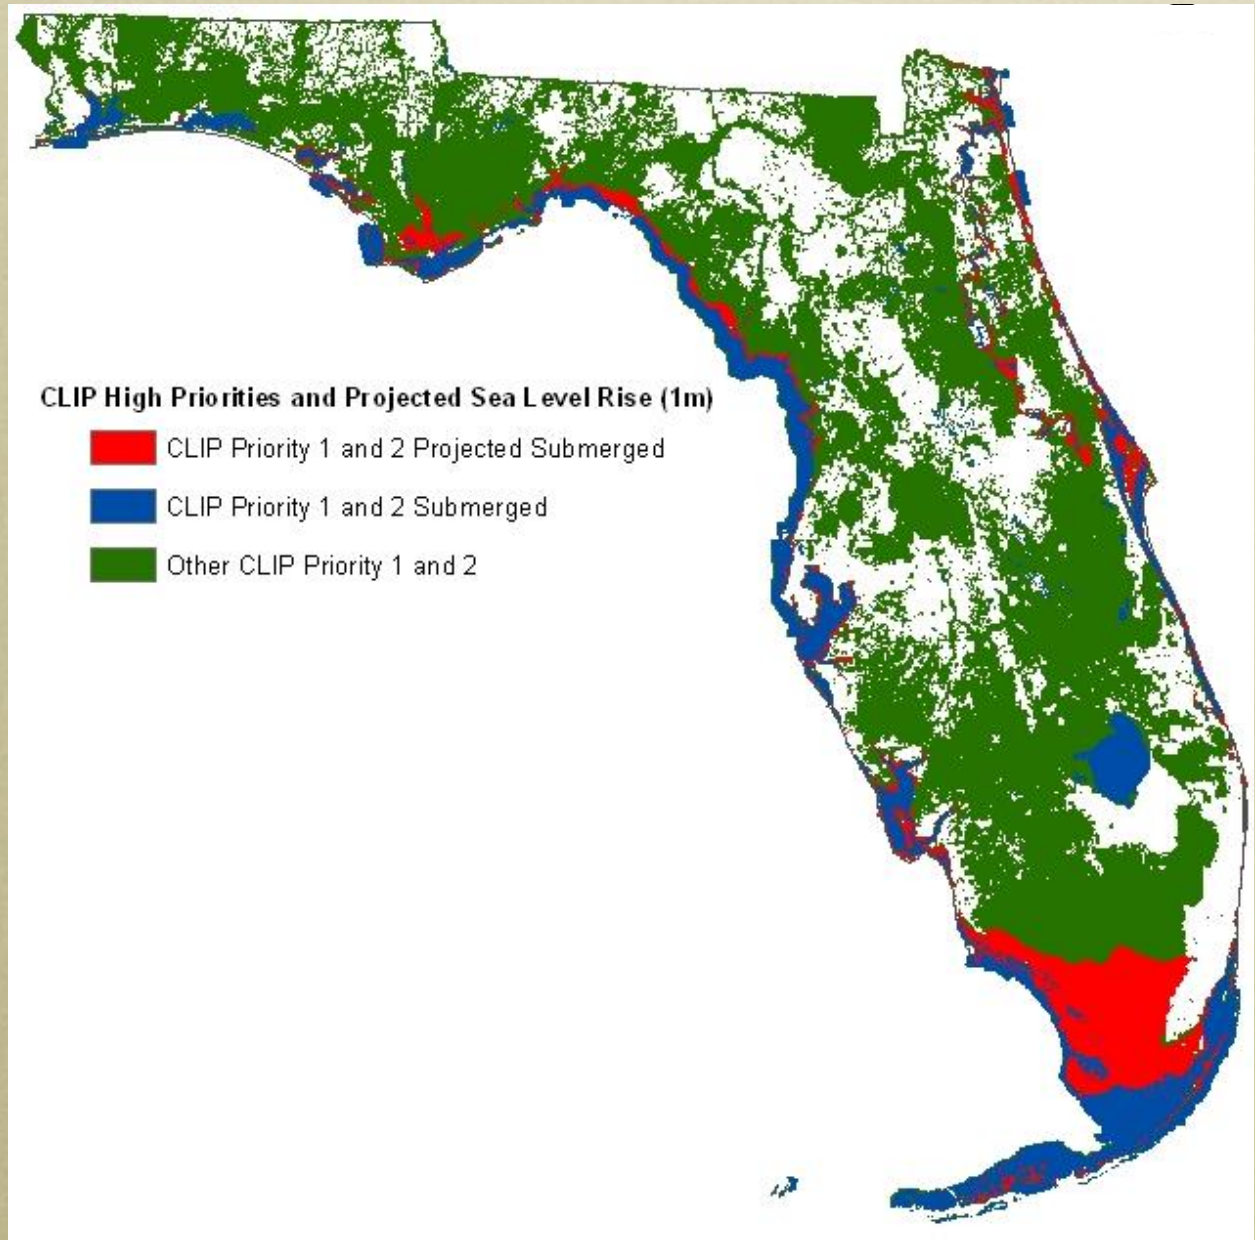 CLIP High Priorities and Projected Sea Level Rise (1m)
CLIP Priority 1 and 2 Projected Submerged
CLIP Priority 1 and 2 Submerged
Other CLIP Priority 1 and 2